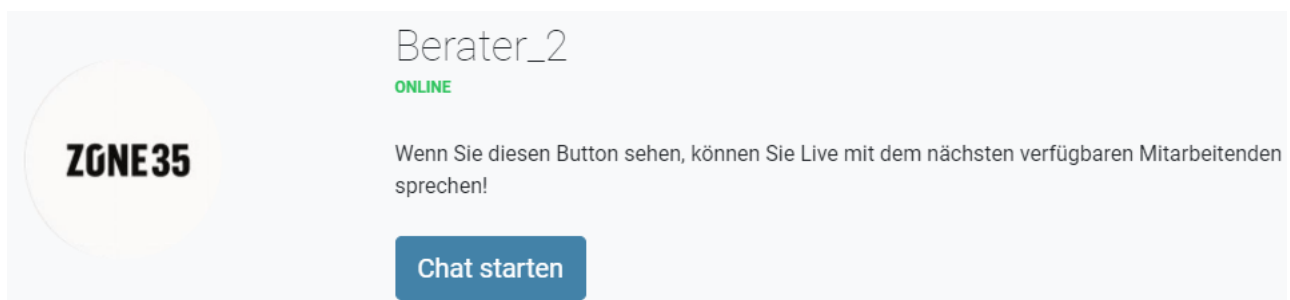 Berater_2
ONLINE
ZONE35
Wenn Sie diesen Button sehen, können Sie Live mit dem nächsten verfügbaren Mitarbeitenden
sprechen!
Chat starten